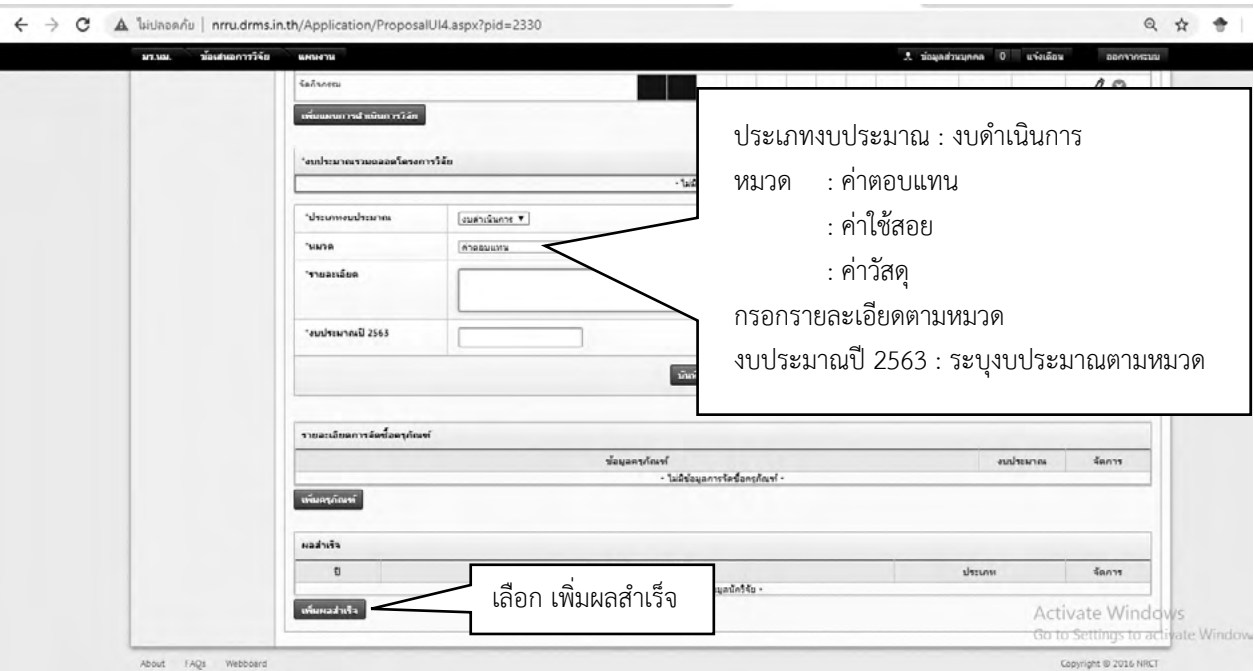 ไม่ปลอดภัย | nrru.drms.in.th/Application/ProposalUI4.aspx?pid=2330
มร.นม. ข้อเสนอการวิจัย แผนงาน ข้อมูลส่วนบุคคล 0 แจ้งเตือน ออกจากระบบ
จัดกิจกรรม
เพิ่มแผนการดำเนินการวิจัย
*งบประมาณรวมตลอดโครงการวิจัย
- ไม่มี
ประเภทงบประมาณ : งบดำเนินการ
หมวด : ค่าตอบแทน
: ค่าใช้สอย
: ค่าวัสดุ
กรอกรายละเอียดตามหมวด
งบประมาณปี 2563 : ระบุงบประมาณตามหมวด
*ประเภทงบประมาณ งบดำเนินการ
*หมวด ค่าตอบแทน
*รายละเอียด
*งบประมาณปี 2563
รายละเอียดการจัดซื้อครุภัณฑ์
ข้อมูลครุภัณฑ์ งบประมาณ จัดการ
- ไม่มีข้อมูลการจัดซื้อครุภัณฑ์ -
เพิ่มครุภัณฑ์
ผลสำเร็จ
ปี ประเภท จัดการ
มูลนักวิจัย -
เพิ่มผลสำเร็จ
เลือก เพิ่มผลสำเร็จ
Activate Windows
Go to Settings to activate Window
About FAQs Webboard Copyright © 2016 NRCT